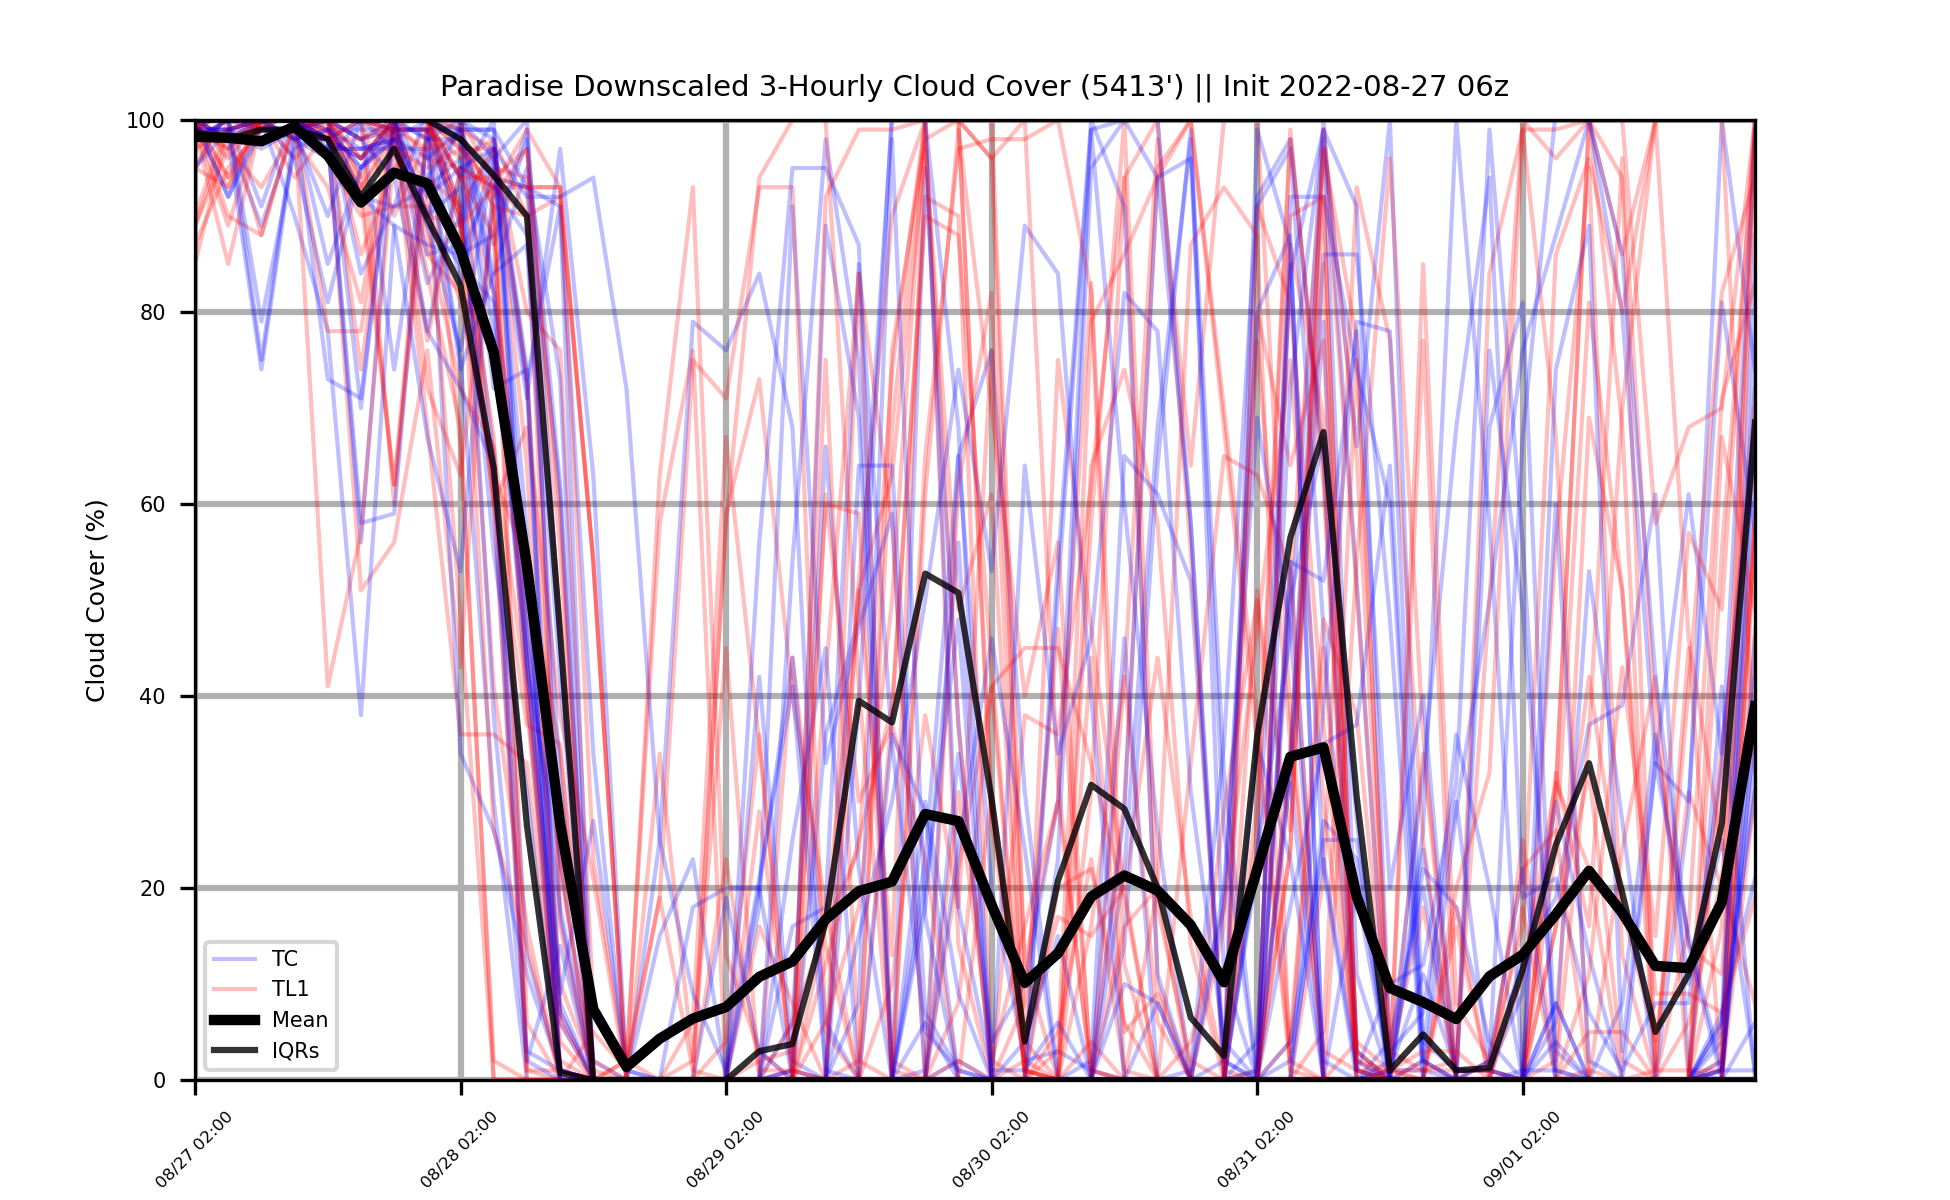 Paradise Downscaled 3-Hourly Cloud Cover (5413') || Init 2022-08-27 06z
100
80
60
40
20
0
Cloud Cover (%)
TC
TL1
Mean
IQRs
08/27 02:00
08/28 02:00
08/29 02:00
08/30 02:00
08/31 02:00
09/01 02:00